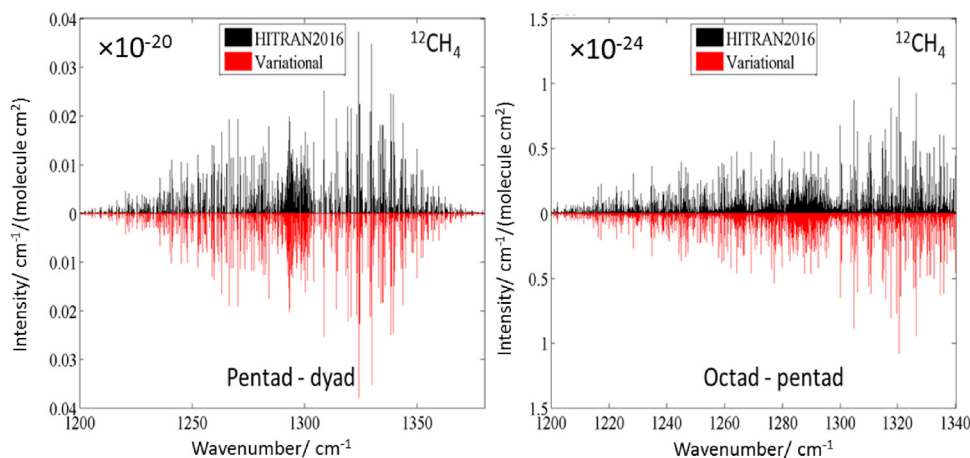 0.04
×10-20
HITRAN2016
Variational
12CH4
0.03
0.02
0.01
0
0.01
0.02
0.03
0.04
Intensity/ cm-1/(molecule cm2)
Pentad - dyad
1200 1250 1300 1350
Wavenumber/ cm-1
1.5
×10-24
HITRAN2016
Variational
12CH4
1
0.5
0
0.5
1
1.5
Intensity/ cm-1/(molecule cm2)
Octad - pentad
1200 1220 1230 1240 1250 1260 1280 1300 1320 1340
Wavenumber/ cm-1